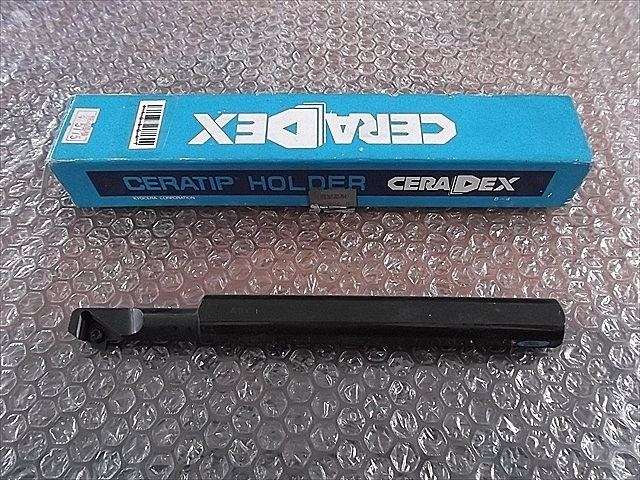 CERADEX
CERATIP HOLDER CERADEX
KYOCERA CORPORATION